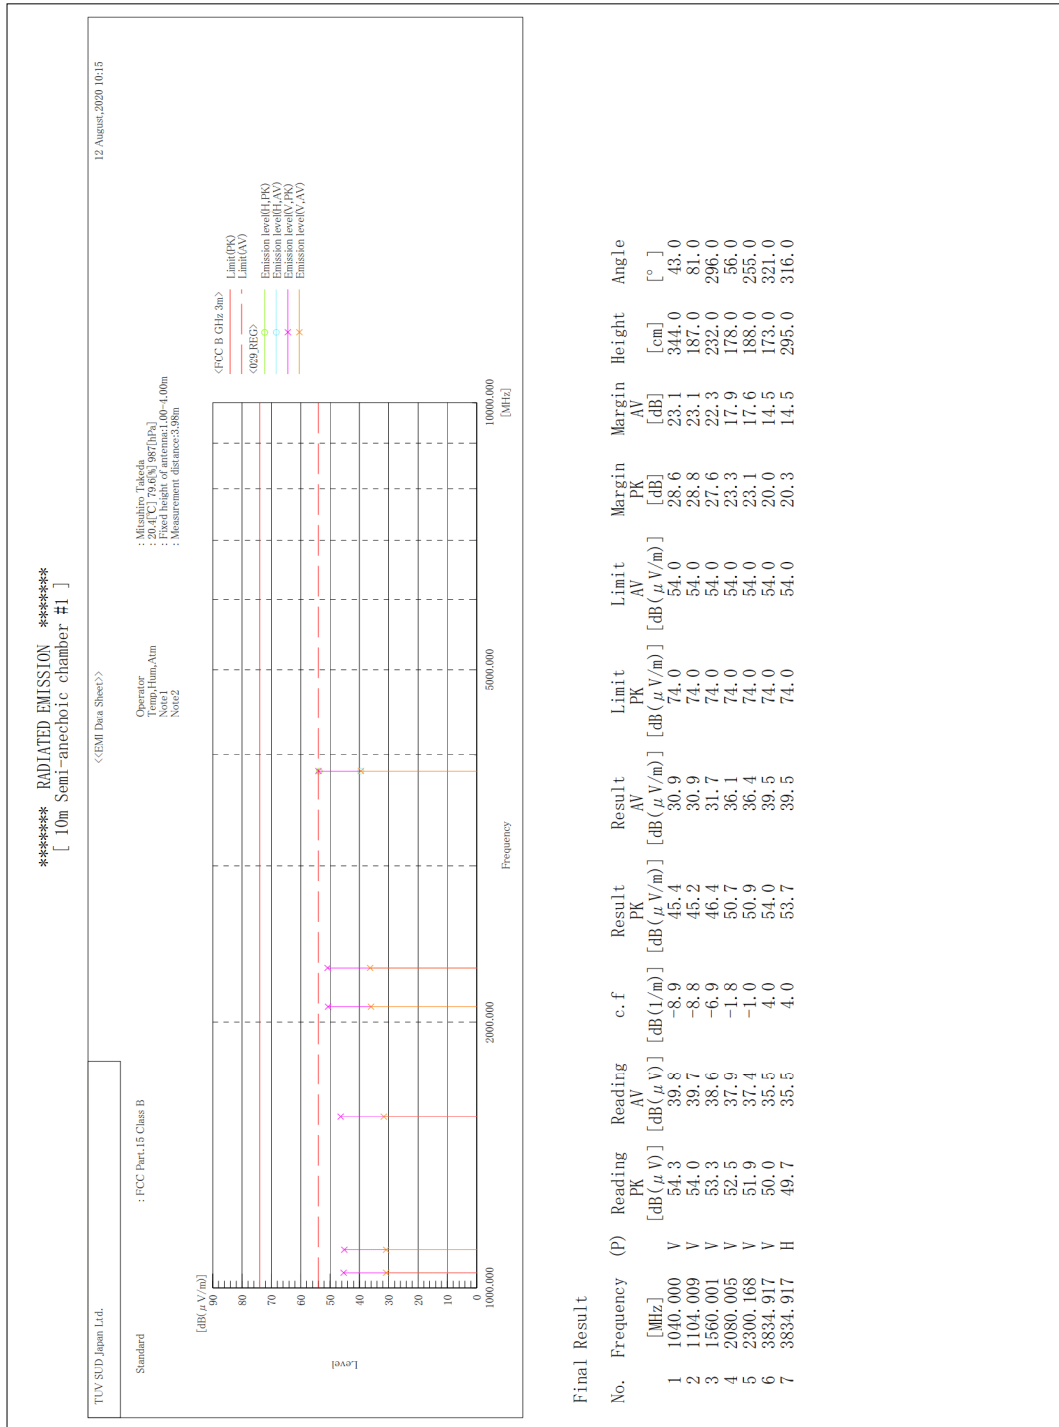 ******* RADIATED EMISSION *******
[ 10m Semi-anechoic chamber #1 ]
TUV SUD Japan Ltd.
<<EMI Data Sheet>>
12 August,2020 10:15
Standard : FCC Part.15 Class B
Operator : Mitsuhiro Takeda
Temp,Hum,Atm : 20.4[℃] 79.6[%] 987[hPa]
Note1 : Fixed height of antenna:1.00-4.00m
Note2 : Measurement distance:3.98m
[dB(μV/m)]
90
80
70
60
50
40
30
20
10
0
Level
1000.000 2000.000 5000.000 10000.000
Frequency
[MHz]
<FCC B GHz 3m>
Limit(PK)
Limit(AV)
<029_REG>
Emission level(H,PK)
Emission level(H,AV)
Emission level(V,PK)
Emission level(V,AV)
Final Result
No. Frequency (P) Reading Reading c.f Result Result Limit Limit Margin Margin Height Angle
PK AV PK AV PK AV PK AV
[MHz] [dB(μV)] [dB(μV)] [dB(1/m)] [dB(μV/m)] [dB(μV/m)] [dB(μV/m)] [dB(μV/m)] [dB] [dB] [cm] [°]
1 1040.000 V 54.3 39.8 -8.9 45.4 30.9 74.0 54.0 28.6 23.1 344.0 43.0
2 1104.009 V 54.0 39.7 -8.8 45.2 30.9 74.0 54.0 28.8 23.1 187.0 81.0
3 1560.001 V 53.3 38.6 -6.9 46.4 31.7 74.0 54.0 27.6 22.3 232.0 296.0
4 2080.005 V 52.5 37.9 -1.8 50.7 36.1 74.0 54.0 23.3 17.9 178.0 56.0
5 2300.168 V 51.9 37.4 -1.0 50.9 36.4 74.0 54.0 23.1 17.6 188.0 255.0
6 3834.917 V 50.0 35.5 4.0 54.0 39.5 74.0 54.0 20.0 14.5 173.0 321.0
7 3834.917 H 49.7 35.5 4.0 53.7 39.5 74.0 54.0 20.3 14.5 295.0 316.0